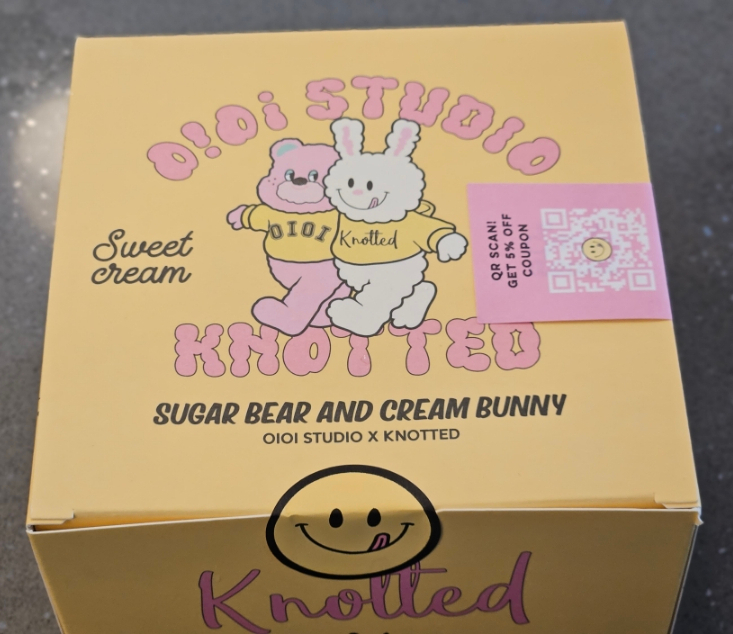 O!Oi STUDIO
OIOI
Knotted
Sweet
cream
QR SCAN!
GET 5% OFF
COUPON
KNOTTED
SUGAR BEAR AND CREAM BUNNY
OIOI STUDIO X KNOTTED
Knotted